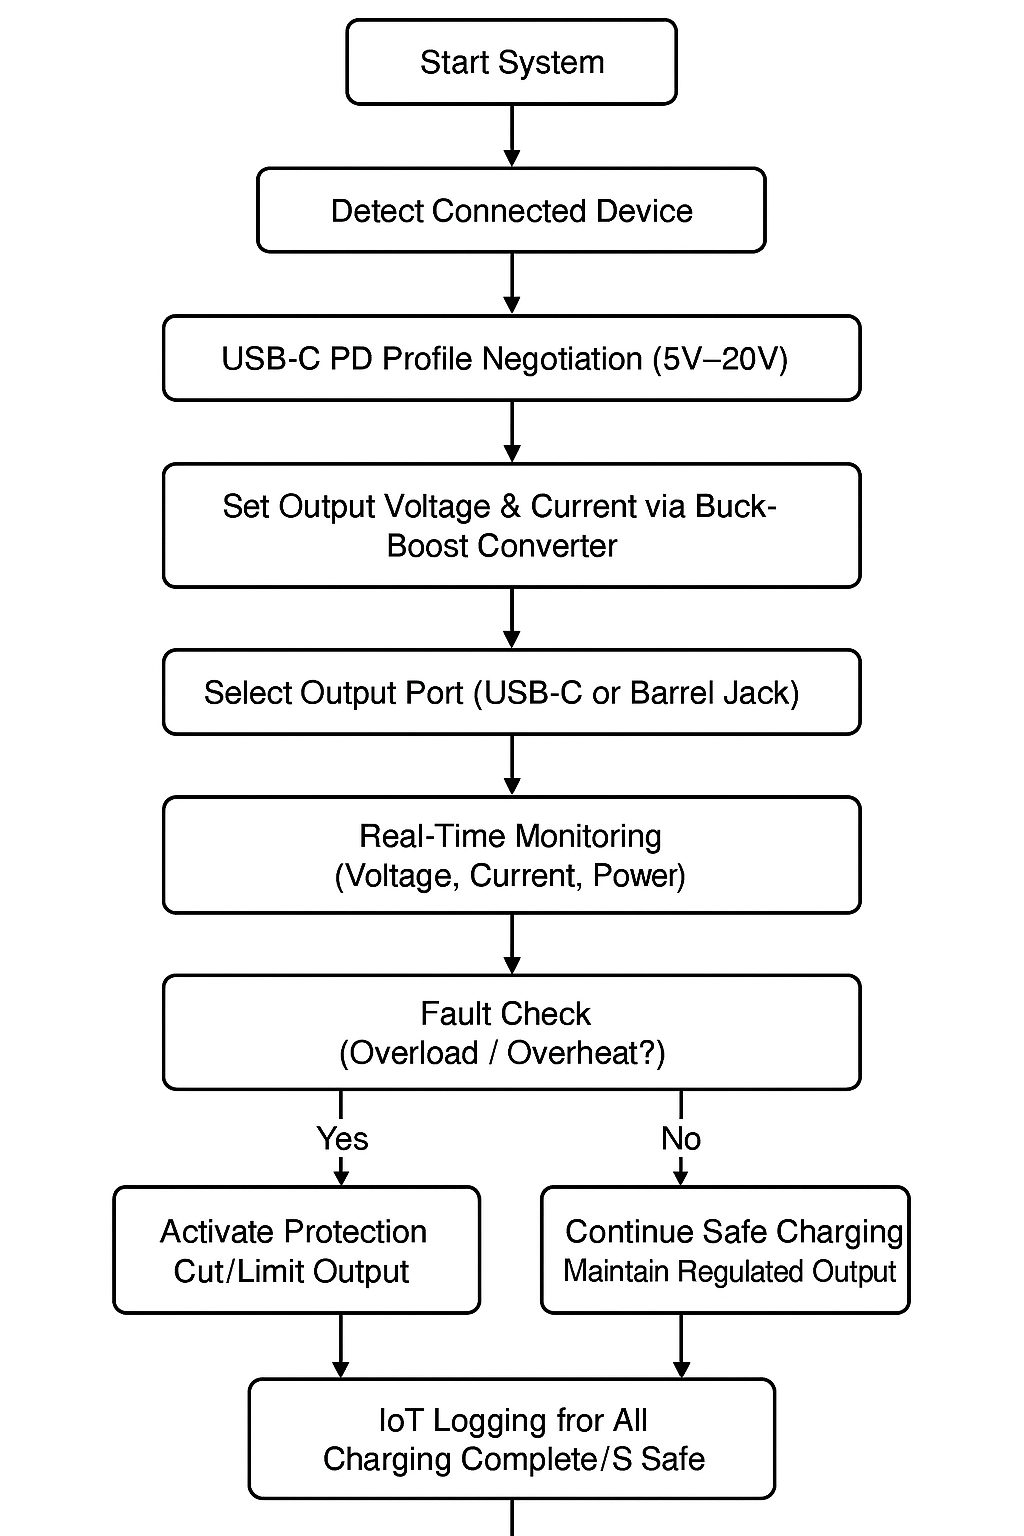 Start System
Detect Connected Device
USB-C PD Profile Negotiation (5V–20V)
Set Output Voltage & Current via Buck-
Boost Converter
Select Output Port (USB-C or Barrel Jack)
Real-Time Monitoring
(Voltage, Current, Power)
Fault Check
(Overload / Overheat?)
Yes
No
Activate Protection
Cut/Limit Output
Continue Safe Charging
Maintain Regulated Output
IoT Logging fror All
Charging Complete/S Safe